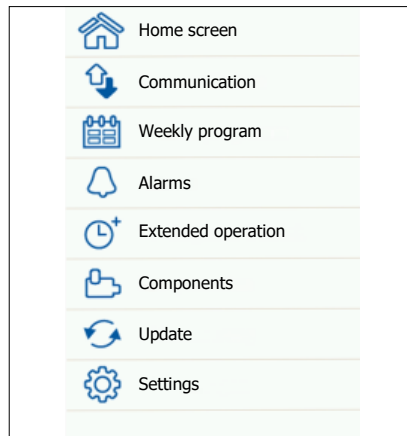 Home screen
Communication
Weekly program
Alarms
Extended operation
Components
Update
Settings